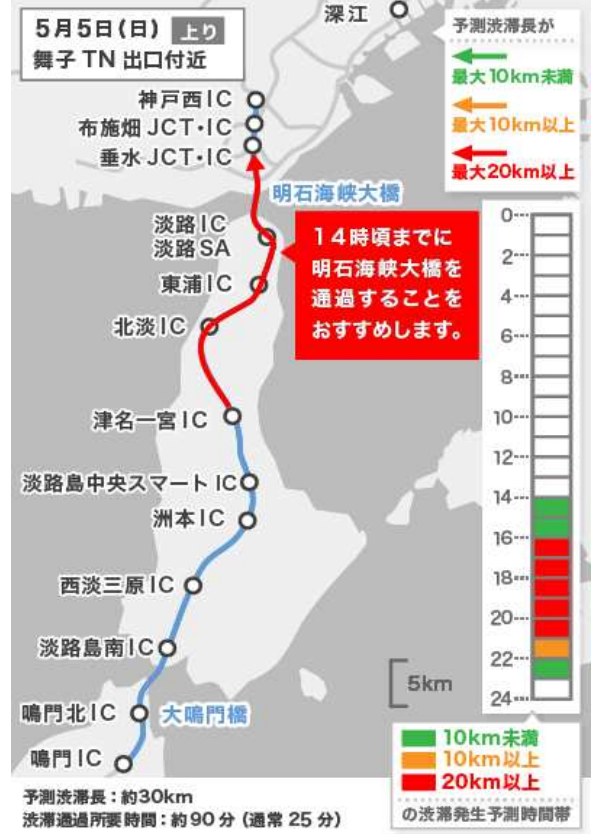 5月5日(日) 上り
舞子TN出口付近
深江
予測渋滞長が
最大10km未満
最大10km以上
最大20km以上
神戸西IC
布施畑JCT・IC
垂水JCT・IC
明石海峡大橋
淡路IC
淡路SA
14時頃までに
明石海峡大橋を
通過することを
おすすめします。
東浦IC
北淡IC
津名一宮IC
淡路島中央スマートIC
洲本IC
西淡三原IC
淡路島南IC
鳴門北IC
大鳴門橋
鳴門IC
5km
0
2
4
6
8
10
12
14
16
18
20
22
24
10km未満
10km以上
20km以上
の渋滞発生予測時間帯
予測渋滞長:約30km
渋滞通過所要時間:約90分(通常25分)